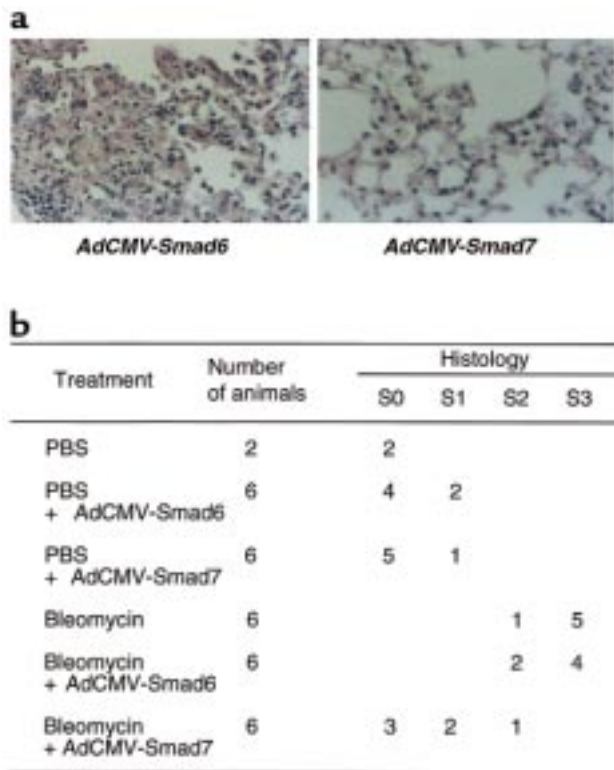 a
AdCMV-Smad6 AdCMV-Smad7
b
Treatment Number of animals Histology
S0 S1 S2 S3
PBS 2 2
PBS + AdCMV-Smad6 6 4 2
PBS + AdCMV-Smad7 6 5 1
Bleomycin 6 1 5
Bleomycin + AdCMV-Smad6 6 2 4
Bleomycin + AdCMV-Smad7 6 3 2 1